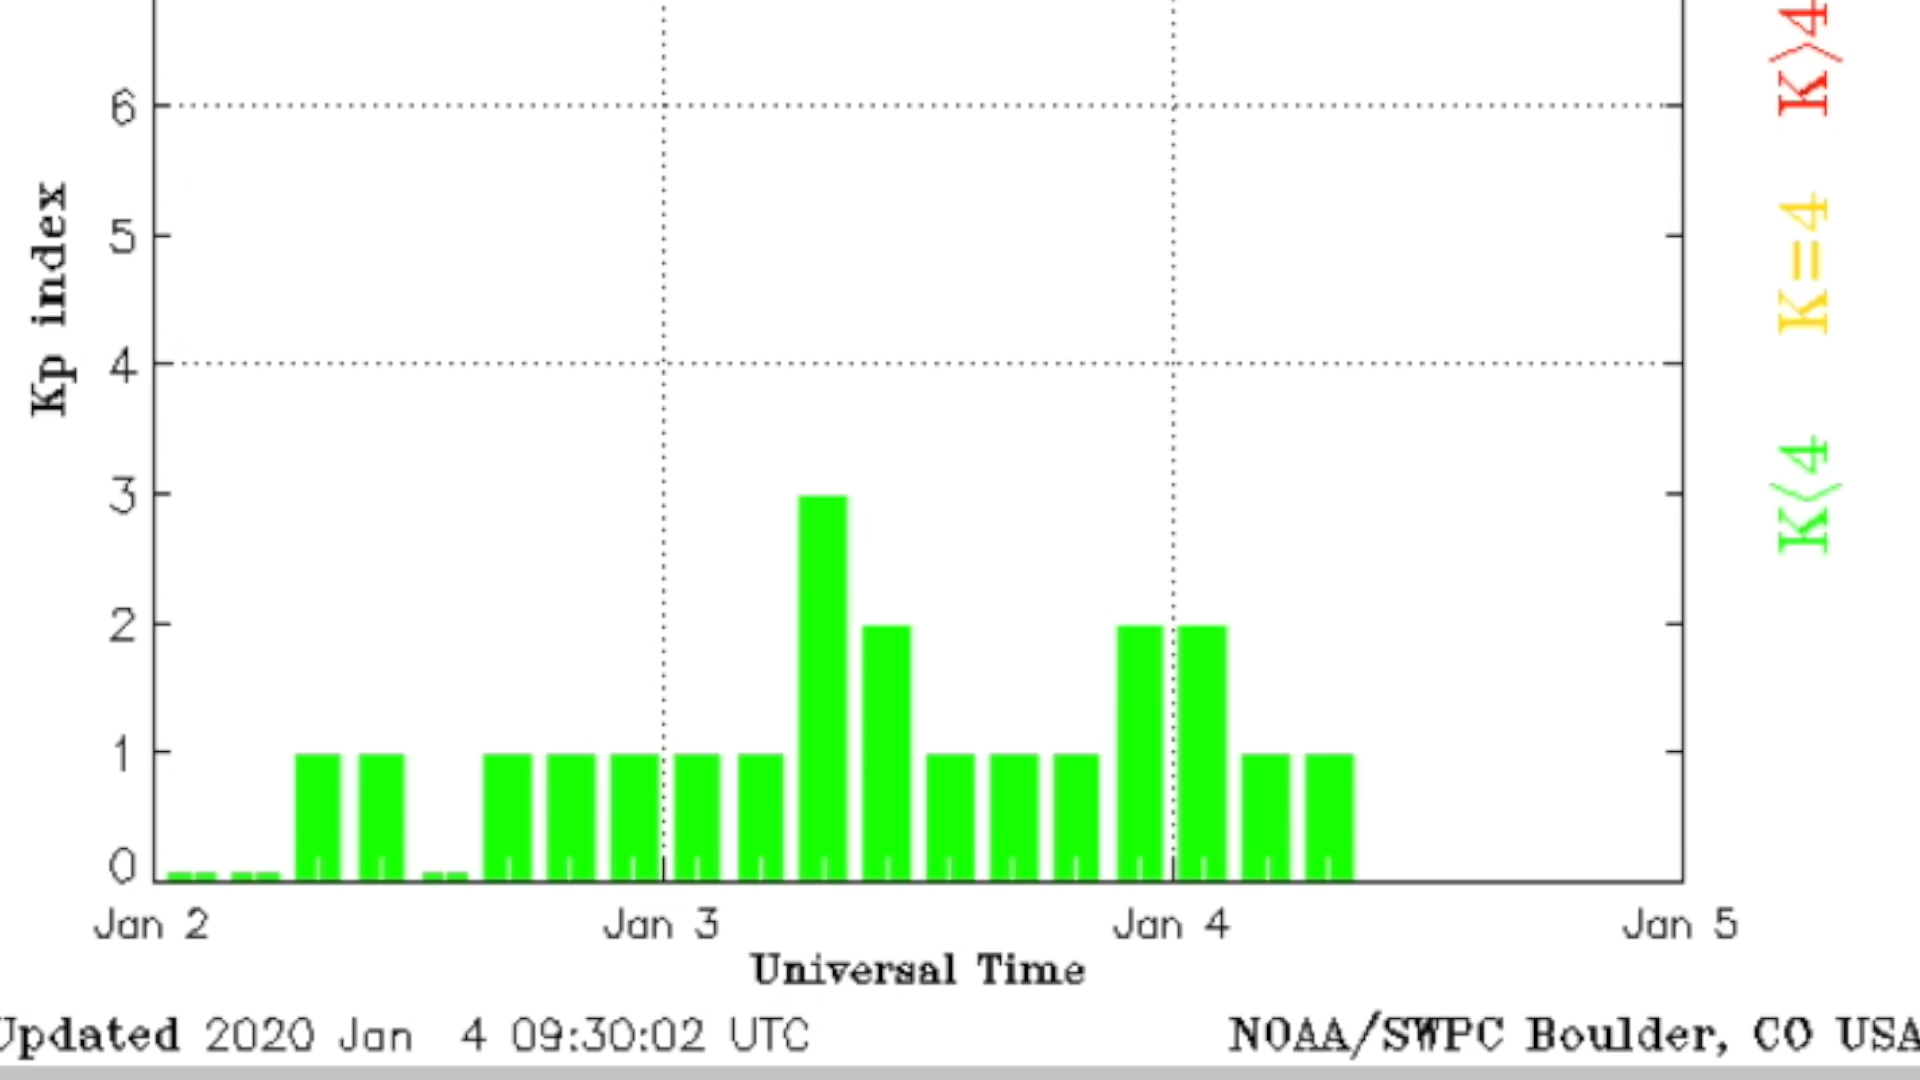 6
5
4
3
2
1
0
Kp index
K>4
K=4
K<4
Jan 2 Jan 3 Jan 4 Jan 5
Universal Time
Updated 2020 Jan 4 09:30:02 UTC NOAA/SWPC Boulder, CO USA